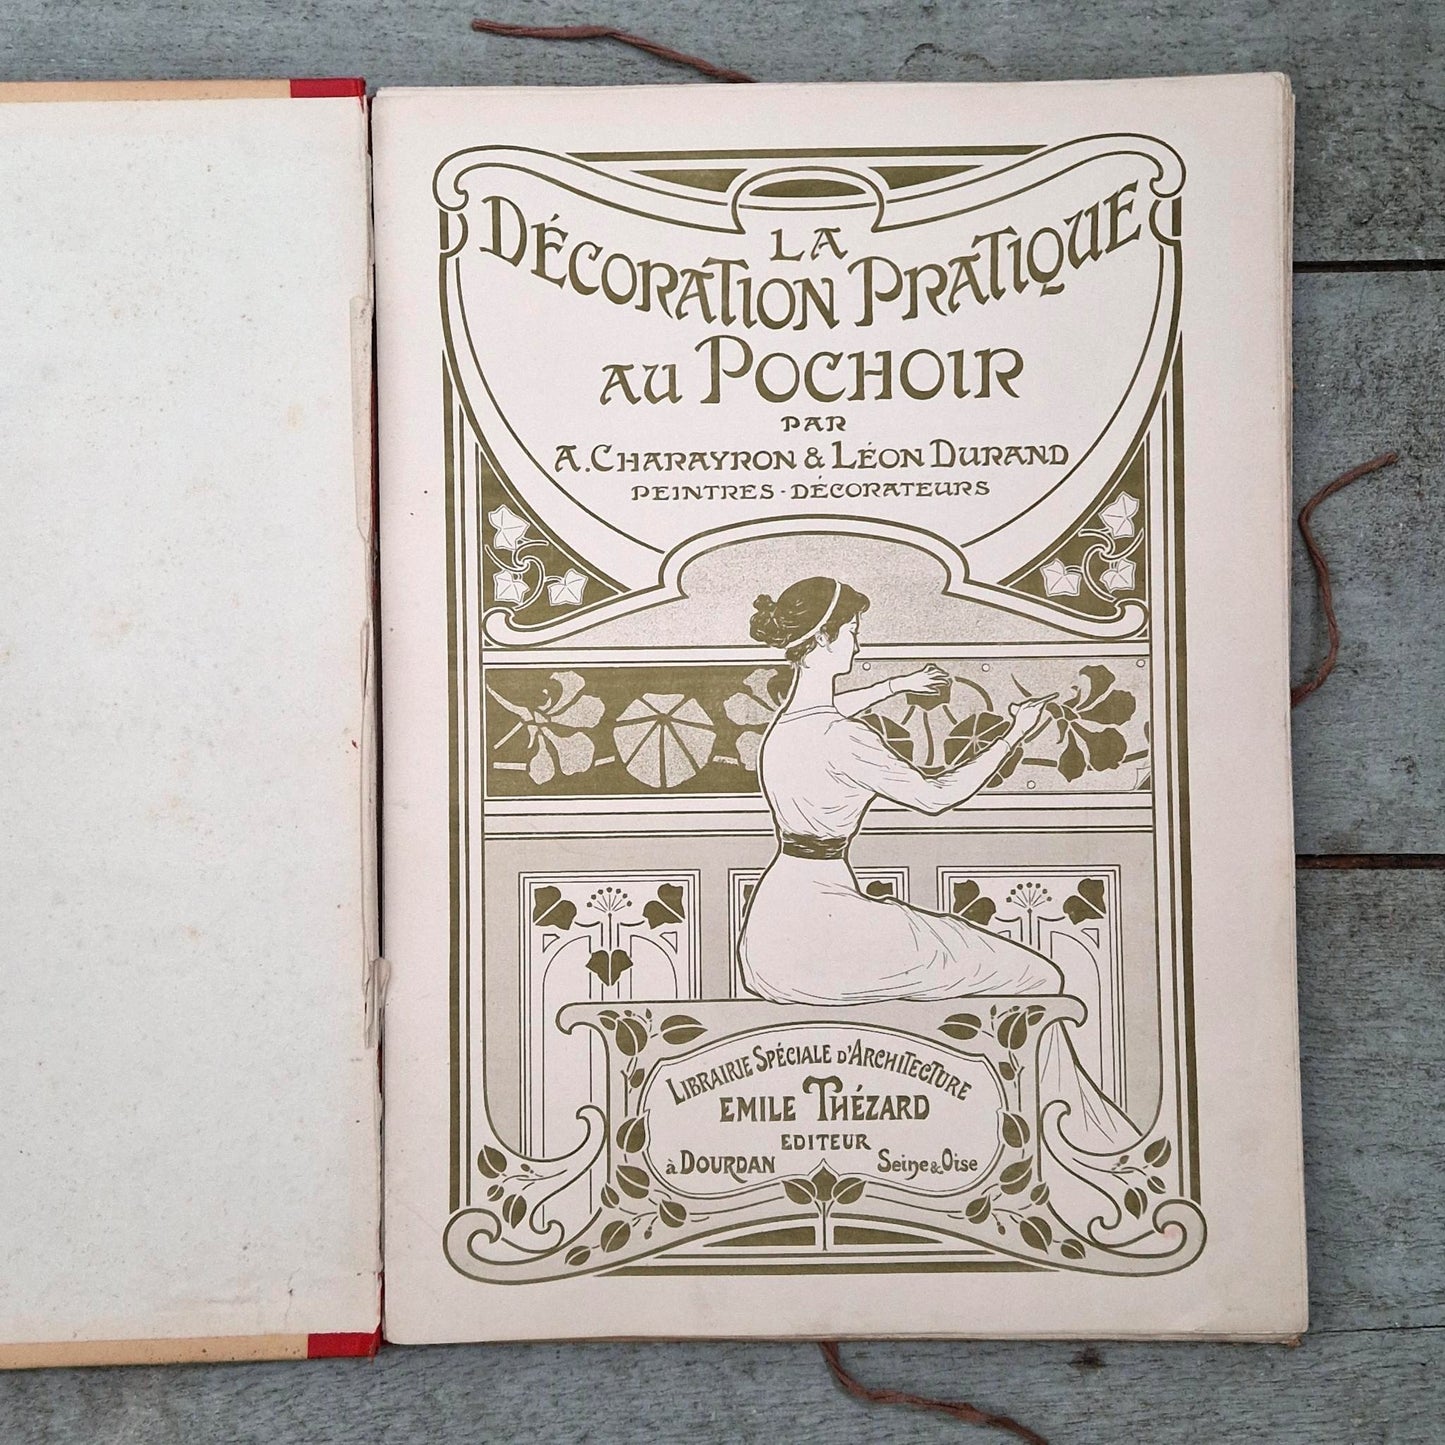 LA
DÉCORATION PRATIQUE
AU POCHOIR
PAR
A. CHARAYRON & LÉON DURAND
PEINTRES - DÉCORATEURS
LIBRAIRIE SPÉCIALE D'ARCHITECTURE
EMILE THÉZARD
EDITEUR
à DOURDAN Seine & Oise